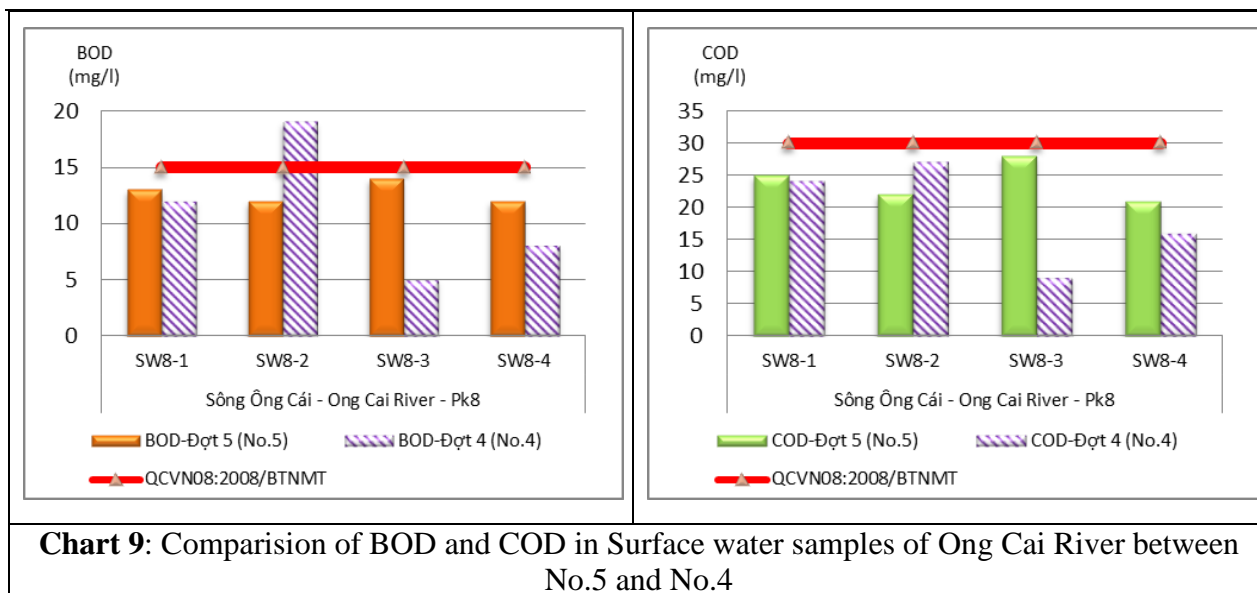 BOD
(mg/l)
20
15
10
5
0
SW8-1 SW8-2 SW8-3 SW8-4
Sông Ông Cái - Ong Cai River - Pk8
BOD-Đợt 5 (No.5) BOD-Đợt 4 (No.4)
QCVN08:2008/BTNMT
COD
(mg/l)
35
30
25
20
15
10
5
0
SW8-1 SW8-2 SW8-3 SW8-4
Sông Ông Cái - Ong Cai River - Pk8
COD-Đợt 5 (No.5) COD-Đợt 4 (No.4)
QCVN08:2008/BTNMT
Chart 9: Comparision of BOD and COD in Surface water samples of Ong Cai River between
No.5 and No.4